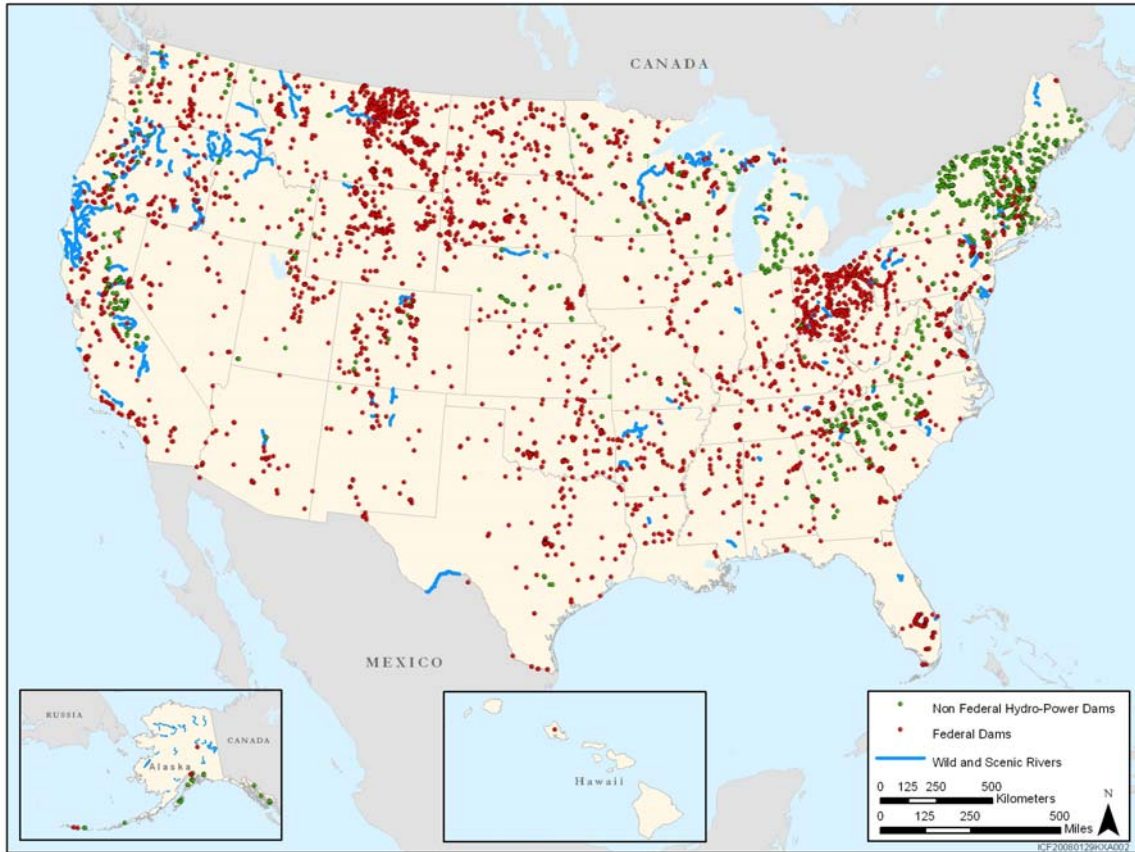 CANADA
MEXICO
RUSSIA
CANADA
Alaska
Hawaii
Non Federal Hydro-Power Dams
Federal Dams
Wild and Scenic Rivers
0 125 250 500
Kilometers
N
0 125 250 500
Miles
ICF20080129KXA002